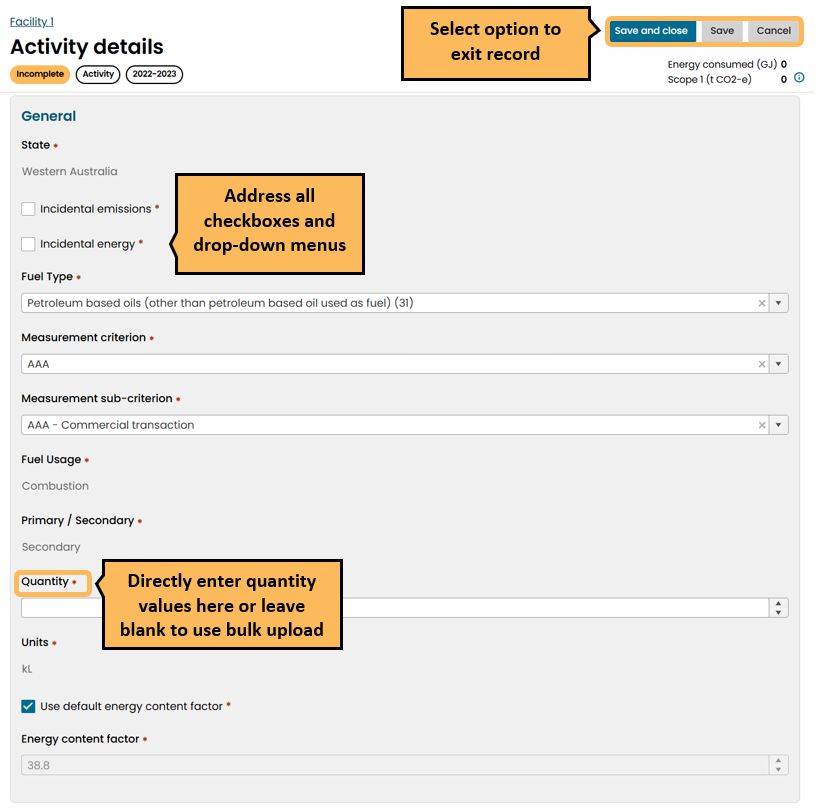 Facility 1
Activity details
Incomplete Activity 2022-2023
Select option to
exit record
Save and close Save Cancel
Energy consumed (GJ) 0
Scope 1 (t CO2-e) 0
General
State *
Western Australia
Incidental emissions *
Incidental energy *
Address all
checkboxes and
drop-down menus
Fuel Type *
Petroleum based oils (other than petroleum based oil used as fuel) (31)
Measurement criterion *
AAA
Measurement sub-criterion *
AAA - Commercial transaction
Fuel Usage *
Combustion
Primary / Secondary *
Secondary
Quantity *
Directly enter quantity
values here or leave
blank to use bulk upload
Units *
kL
Use default energy content factor *
Energy content factor *
38.8